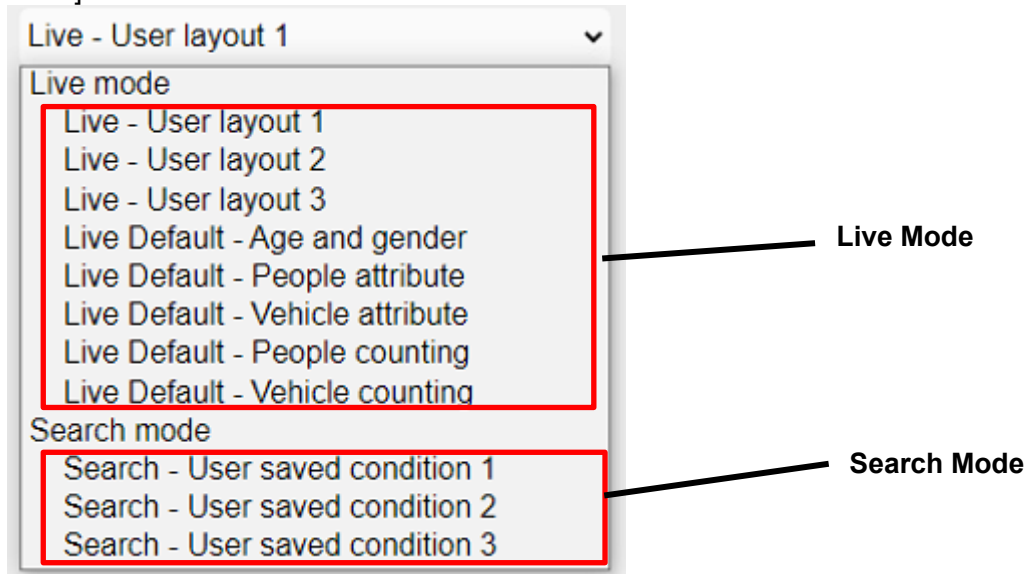 ]
Live - User layout 1
Live mode
Live - User layout 1
Live - User layout 2
Live - User layout 3
Live Default - Age and gender
Live Default - People attribute
Live Default - Vehicle attribute
Live Default - People counting
Live Default - Vehicle counting
Search mode
Search - User saved condition 1
Search - User saved condition 2
Search - User saved condition 3
Live Mode
Search Mode